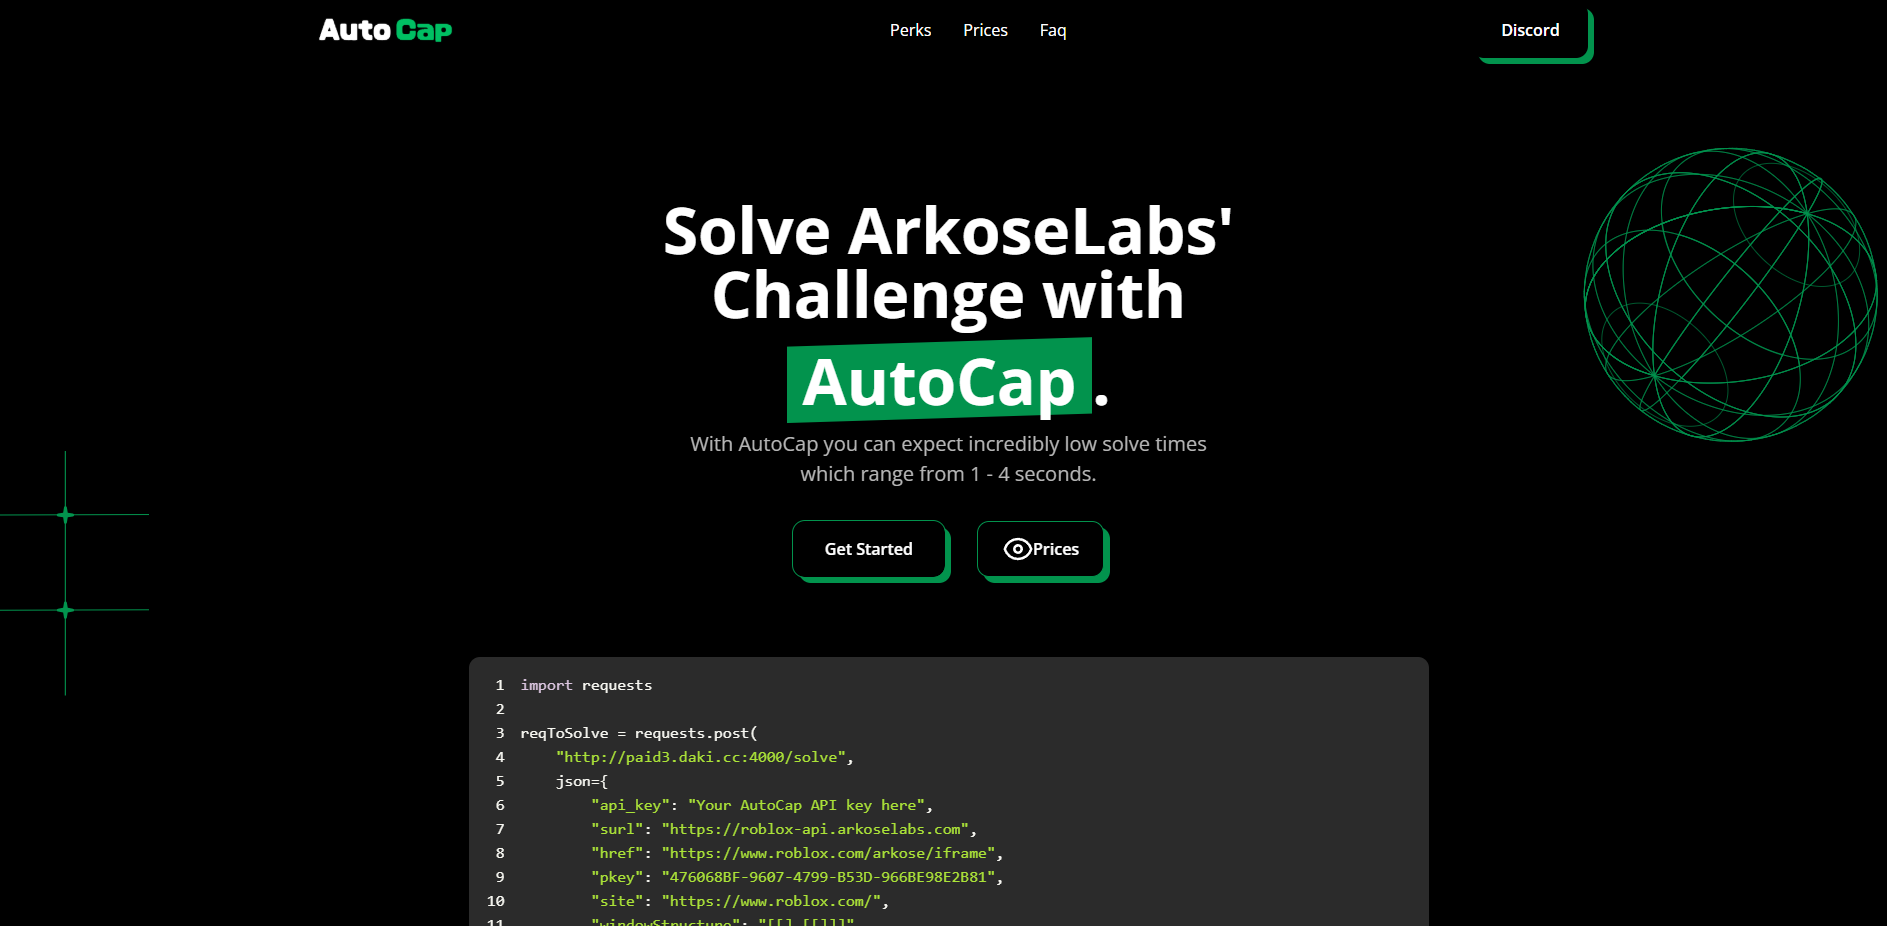 Auto Cap
Perks
Prices
Faq
Discord
Solve ArkoseLabs'
Challenge with
AutoCap.
With AutoCap you can expect incredibly low solve times
which range from 1 - 4 seconds.
Get Started
Prices
1 import requests
2
3 reqToSolve = requests.post(
4 "http://paid3.daki.cc:4000/solve",
5 json={
6 "api_key": "Your AutoCap API key here",
7 "surl": "https://roblox-api.arkoselabs.com",
8 "href": "https://www.roblox.com/arkose/iframe",
9 "pkey": "476068BF-9607-4799-B53D-966BE98E2B81",
10 "site": "https://www.roblox.com/",
11 "windowStructure":